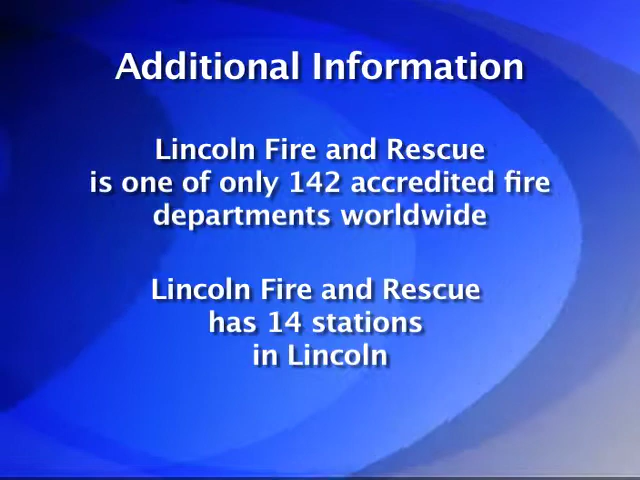 Additional Information
Lincoln Fire and Rescue
is one of only 142 accredited fire
departments worldwide
Lincoln Fire and Rescue
has 14 stations
in Lincoln